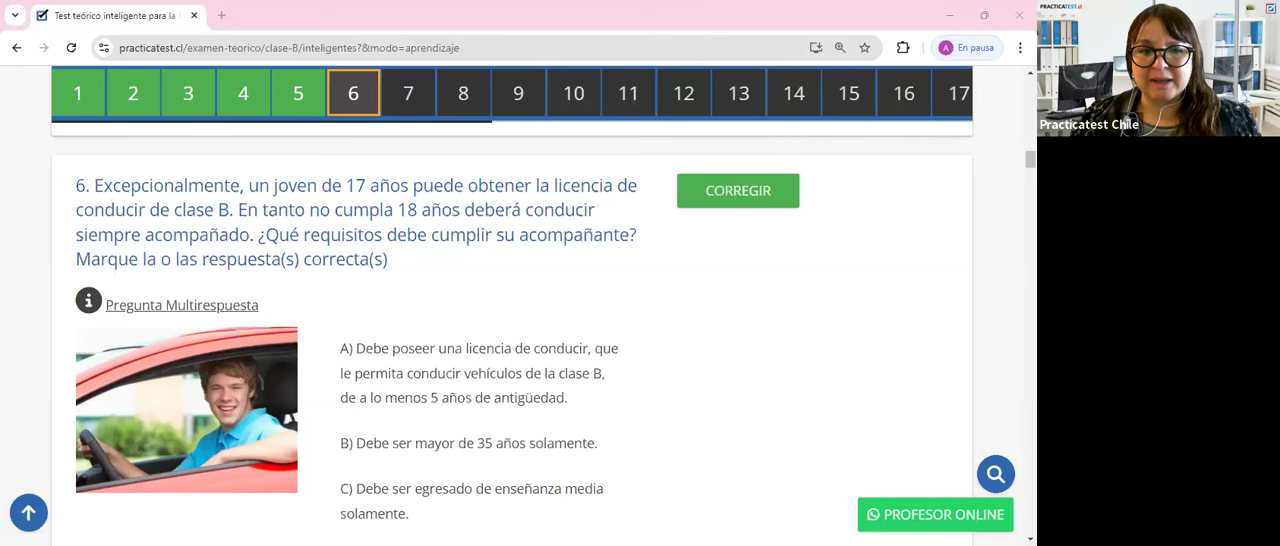 Test teórico inteligente para la
practicatest.cl/examen-teorico/clase-B/inteligentes?&modo=aprendizaje
A
En pausa
PRACTICATEST.cl
Practicatest Chile
1 2 3 4 5 6 7 8 9 10 11 12 13 14 15 16 17
6. Excepcionalmente, un joven de 17 años puede obtener la licencia de
conducir de clase B. En tanto no cumpla 18 años deberá conducir
siempre acompañado. ¿Qué requisitos debe cumplir su acompañante?
Marque la o las respuesta(s) correcta(s)
CORREGIR
Pregunta Multirespuesta
A) Debe poseer una licencia de conducir, que
le permita conducir vehículos de la clase B,
de a lo menos 5 años de antigüedad.
B) Debe ser mayor de 35 años solamente.
C) Debe ser egresado de enseñanza media
solamente.
PROFESOR ONLINE